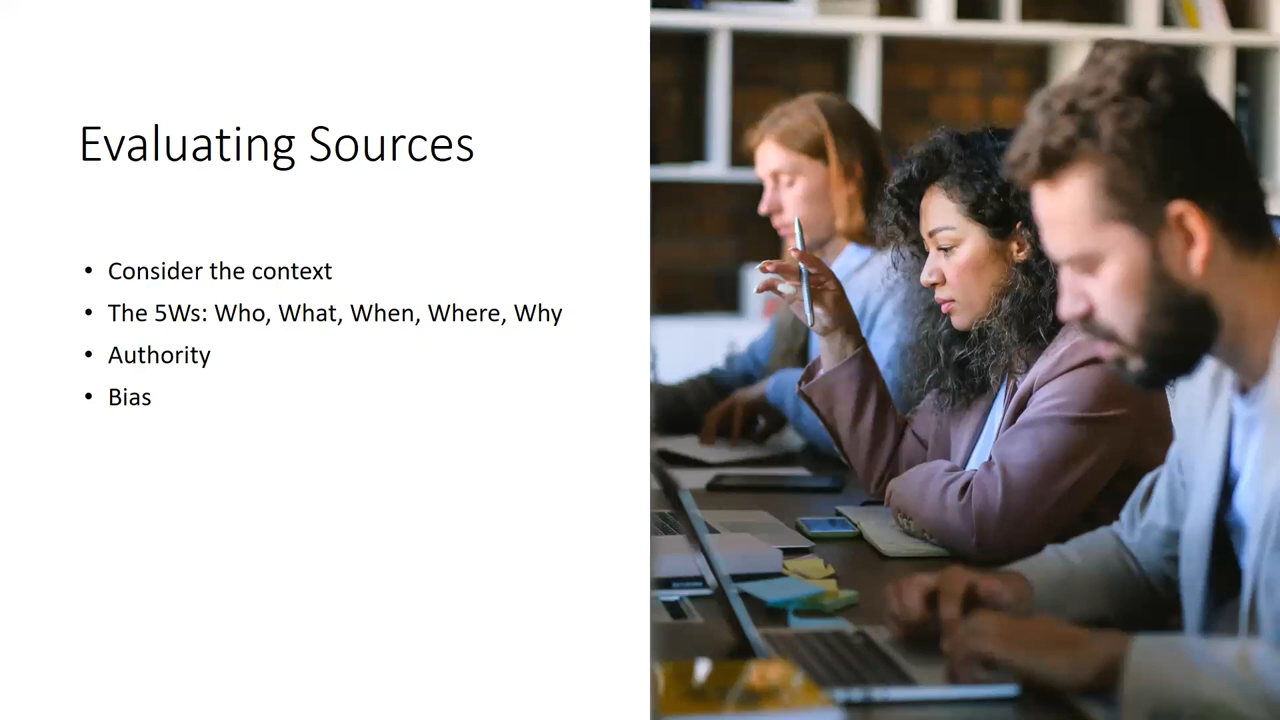 Evaluating Sources
• Consider the context
• The 5Ws: Who, What, When, Where, Why
• Authority
• Bias